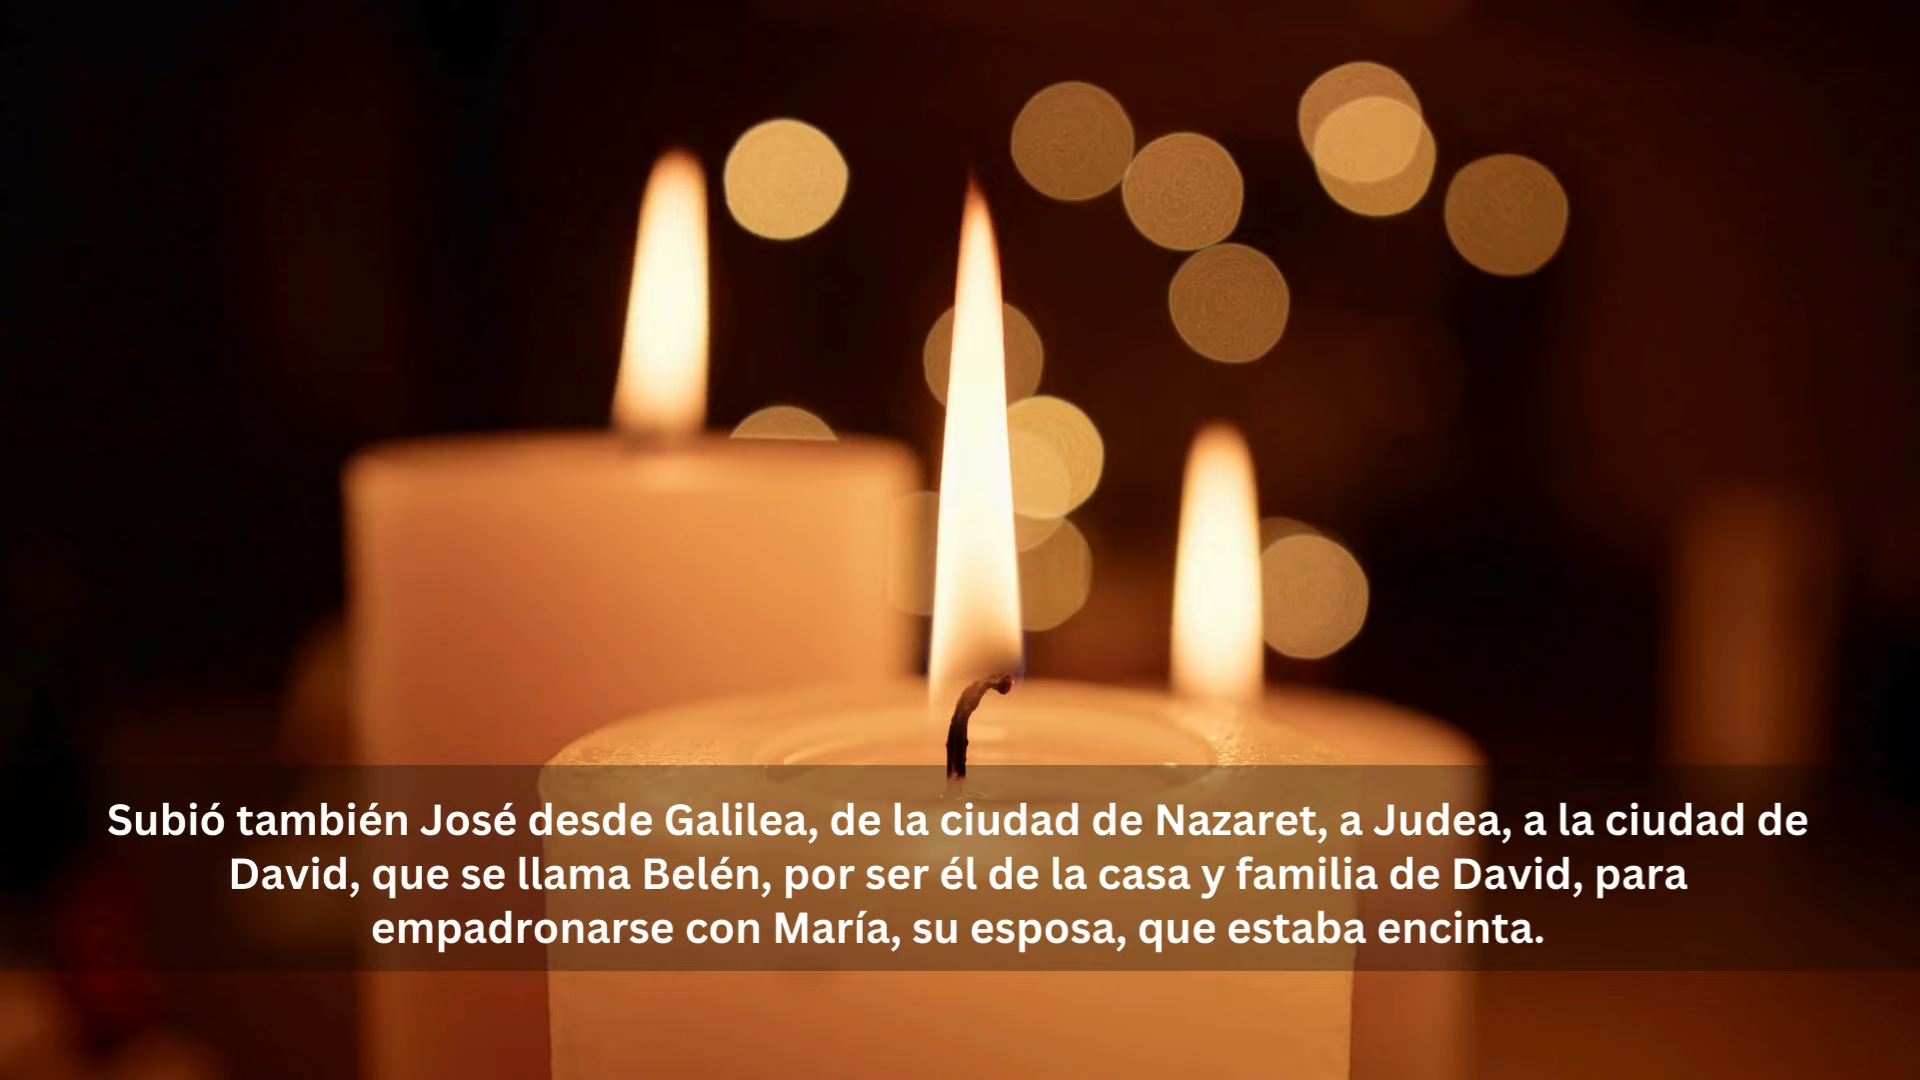 Subió también José desde Galilea, de la ciudad de Nazaret, a Judea, a la ciudad de
David, que se llama Belén, por ser él de la casa y familia de David, para
empadronarse con María, su esposa, que estaba encinta.